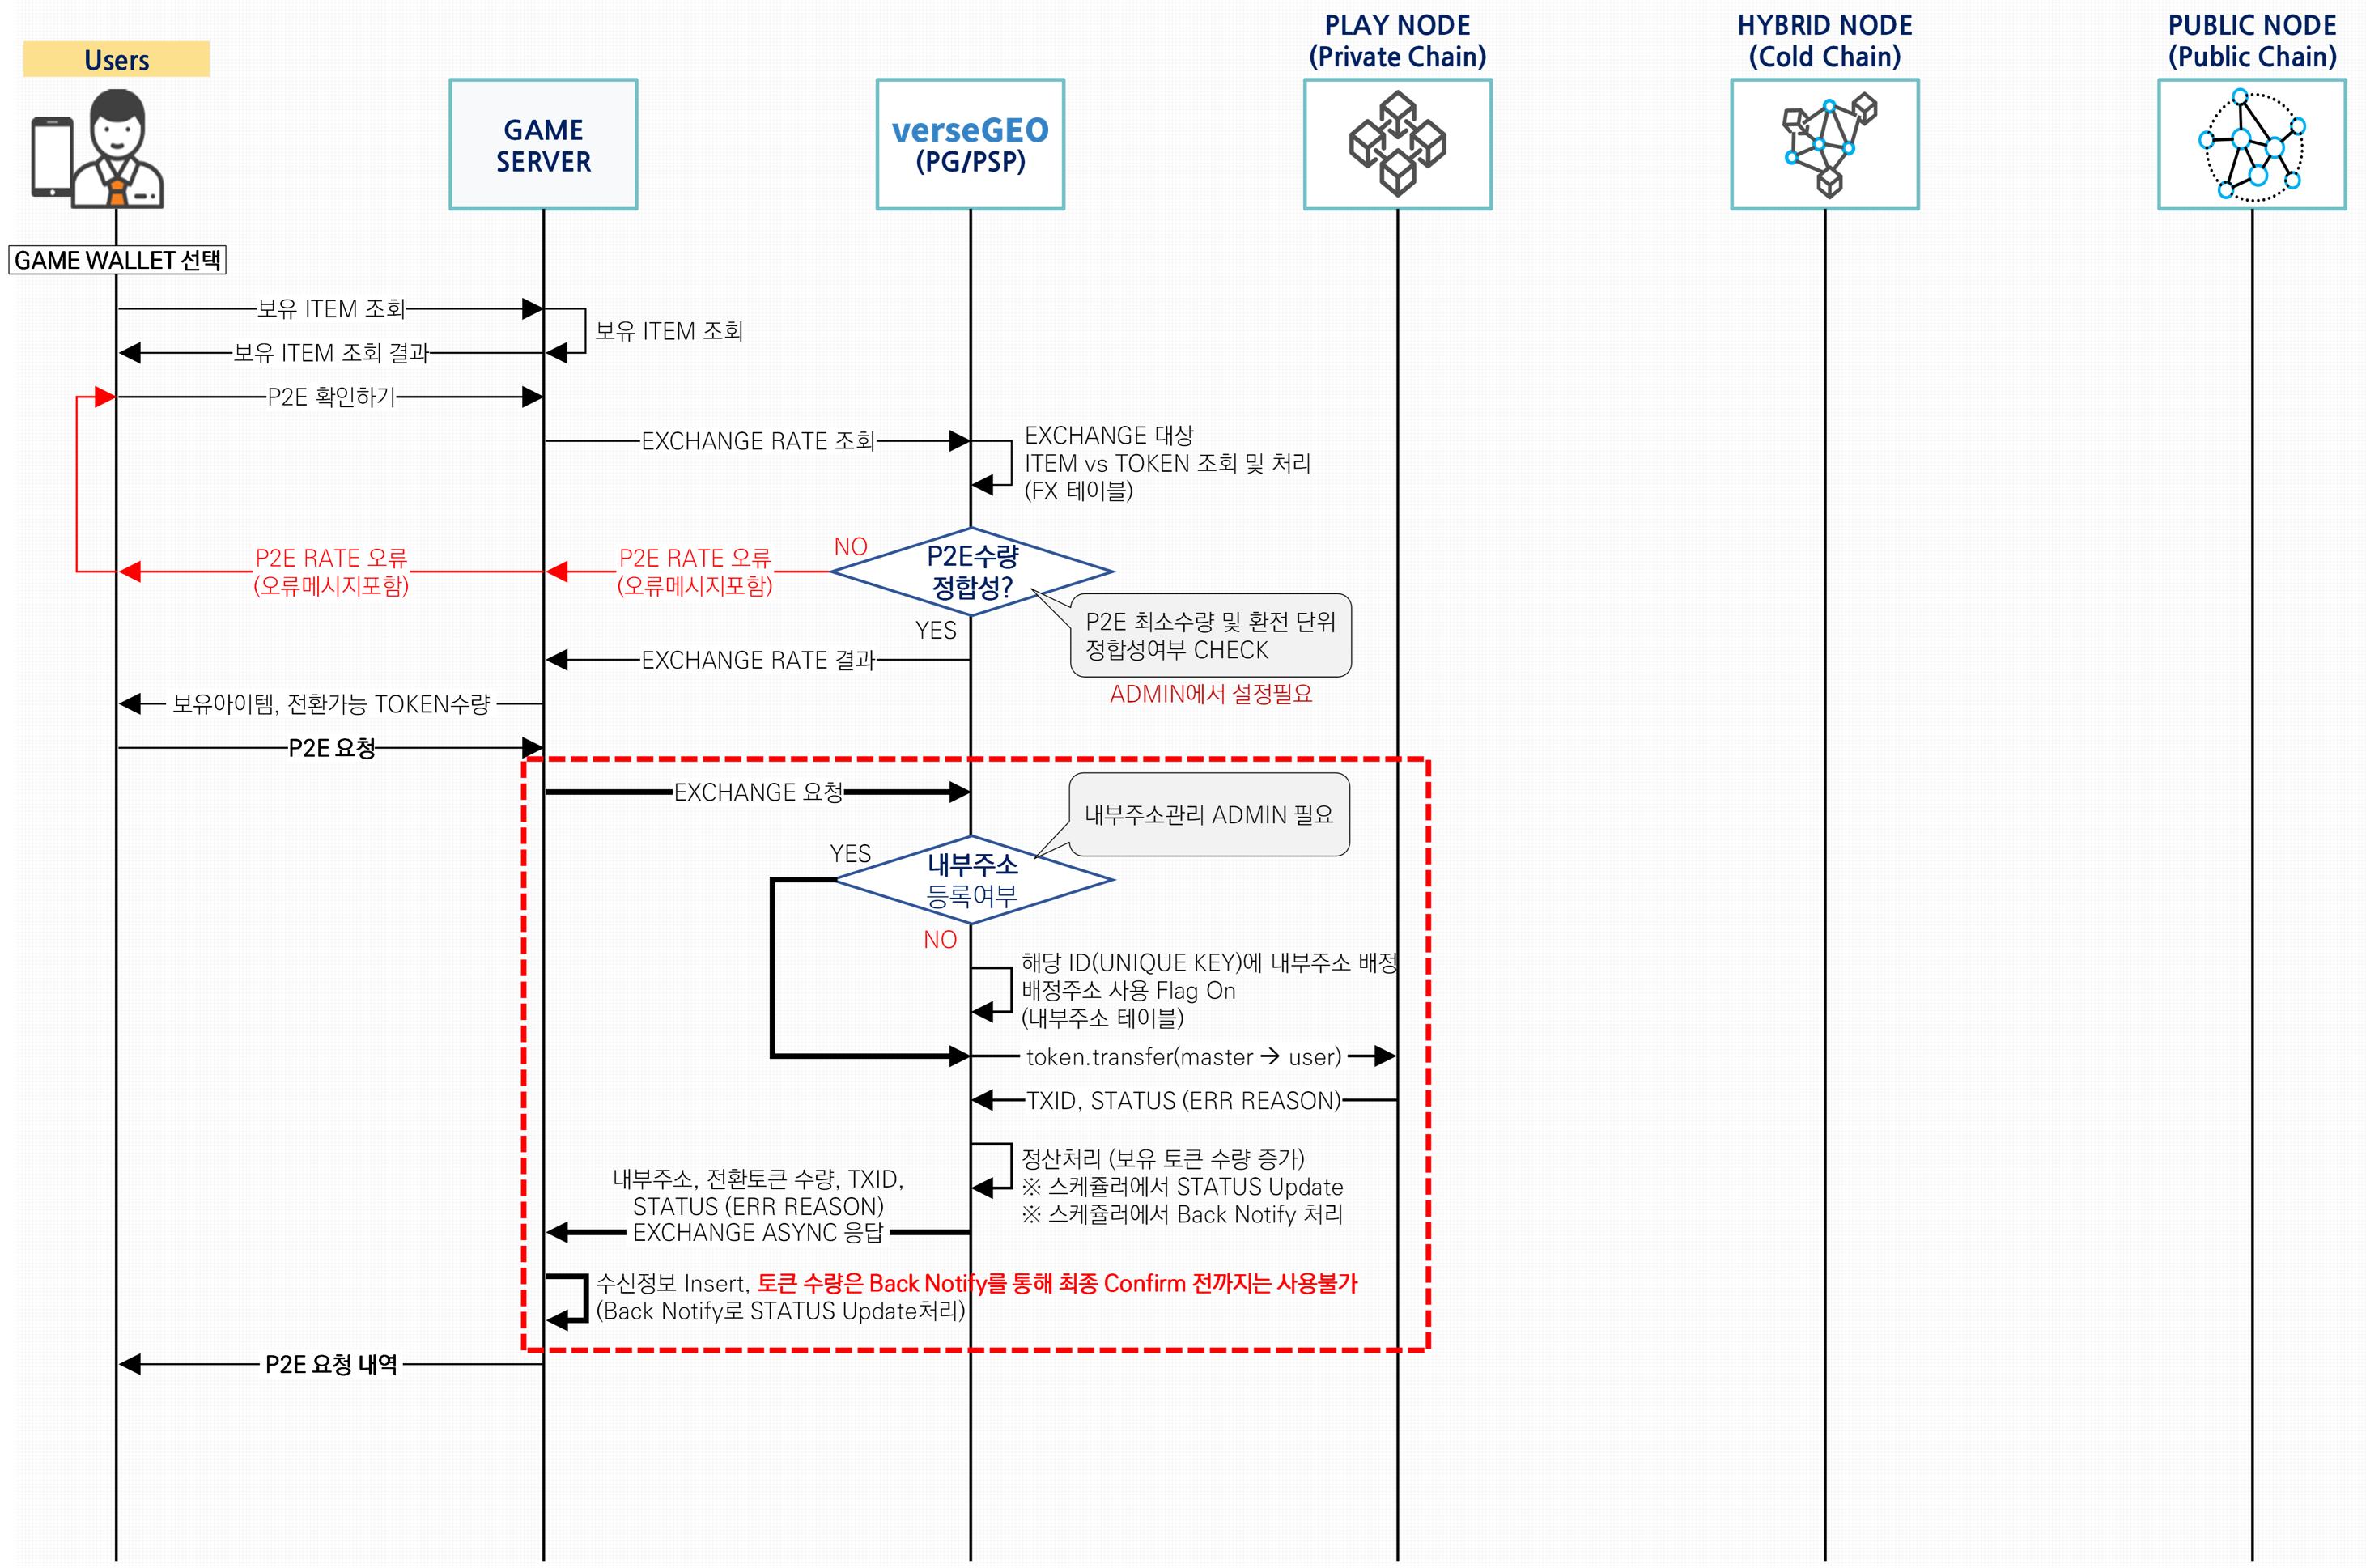 Users
GAME
SERVER
verseGEO
(PG/PSP)
PLAY NODE
(Private Chain)
HYBRID NODE
(Cold Chain)
PUBLIC NODE
(Public Chain)
GAME WALLET 선택
보유 ITEM 조회
보유 ITEM 조회
보유 ITEM 조회 결과
P2E 확인하기
EXCHANGE RATE 조회
EXCHANGE 대상
ITEM vs TOKEN 조회 및 처리
(FX 테이블)
NO
P2E수량
정합성?
P2E RATE 오류
(오류메시지포함)
P2E RATE 오류
(오류메시지포함)
YES
P2E 최소수량 및 환전 단위
정합성여부 CHECK
EXCHANGE RATE 결과
ADMIN에서 설정필요
보유아이템, 전환가능 TOKEN수량
P2E 요청
EXCHANGE 요청
내부주소관리 ADMIN 필요
YES
내부주소
등록여부
NO
해당 ID(UNIQUE KEY)에 내부주소 배정
배정주소 사용 Flag On
(내부주소 테이블)
token.transfer(master → user)
TXID, STATUS (ERR REASON)
정산처리 (보유 토큰 수량 증가)
※ 스케쥴러에서 STATUS Update
※ 스케쥴러에서 Back Notify 처리
내부주소, 전환토큰 수량, TXID,
STATUS (ERR REASON)
EXCHANGE ASYNC 응답
수신정보 Insert, 토큰 수량은 Back Notify를 통해 최종 Confirm 전까지는 사용불가
(Back Notify로 STATUS Update처리)
P2E 요청 내역